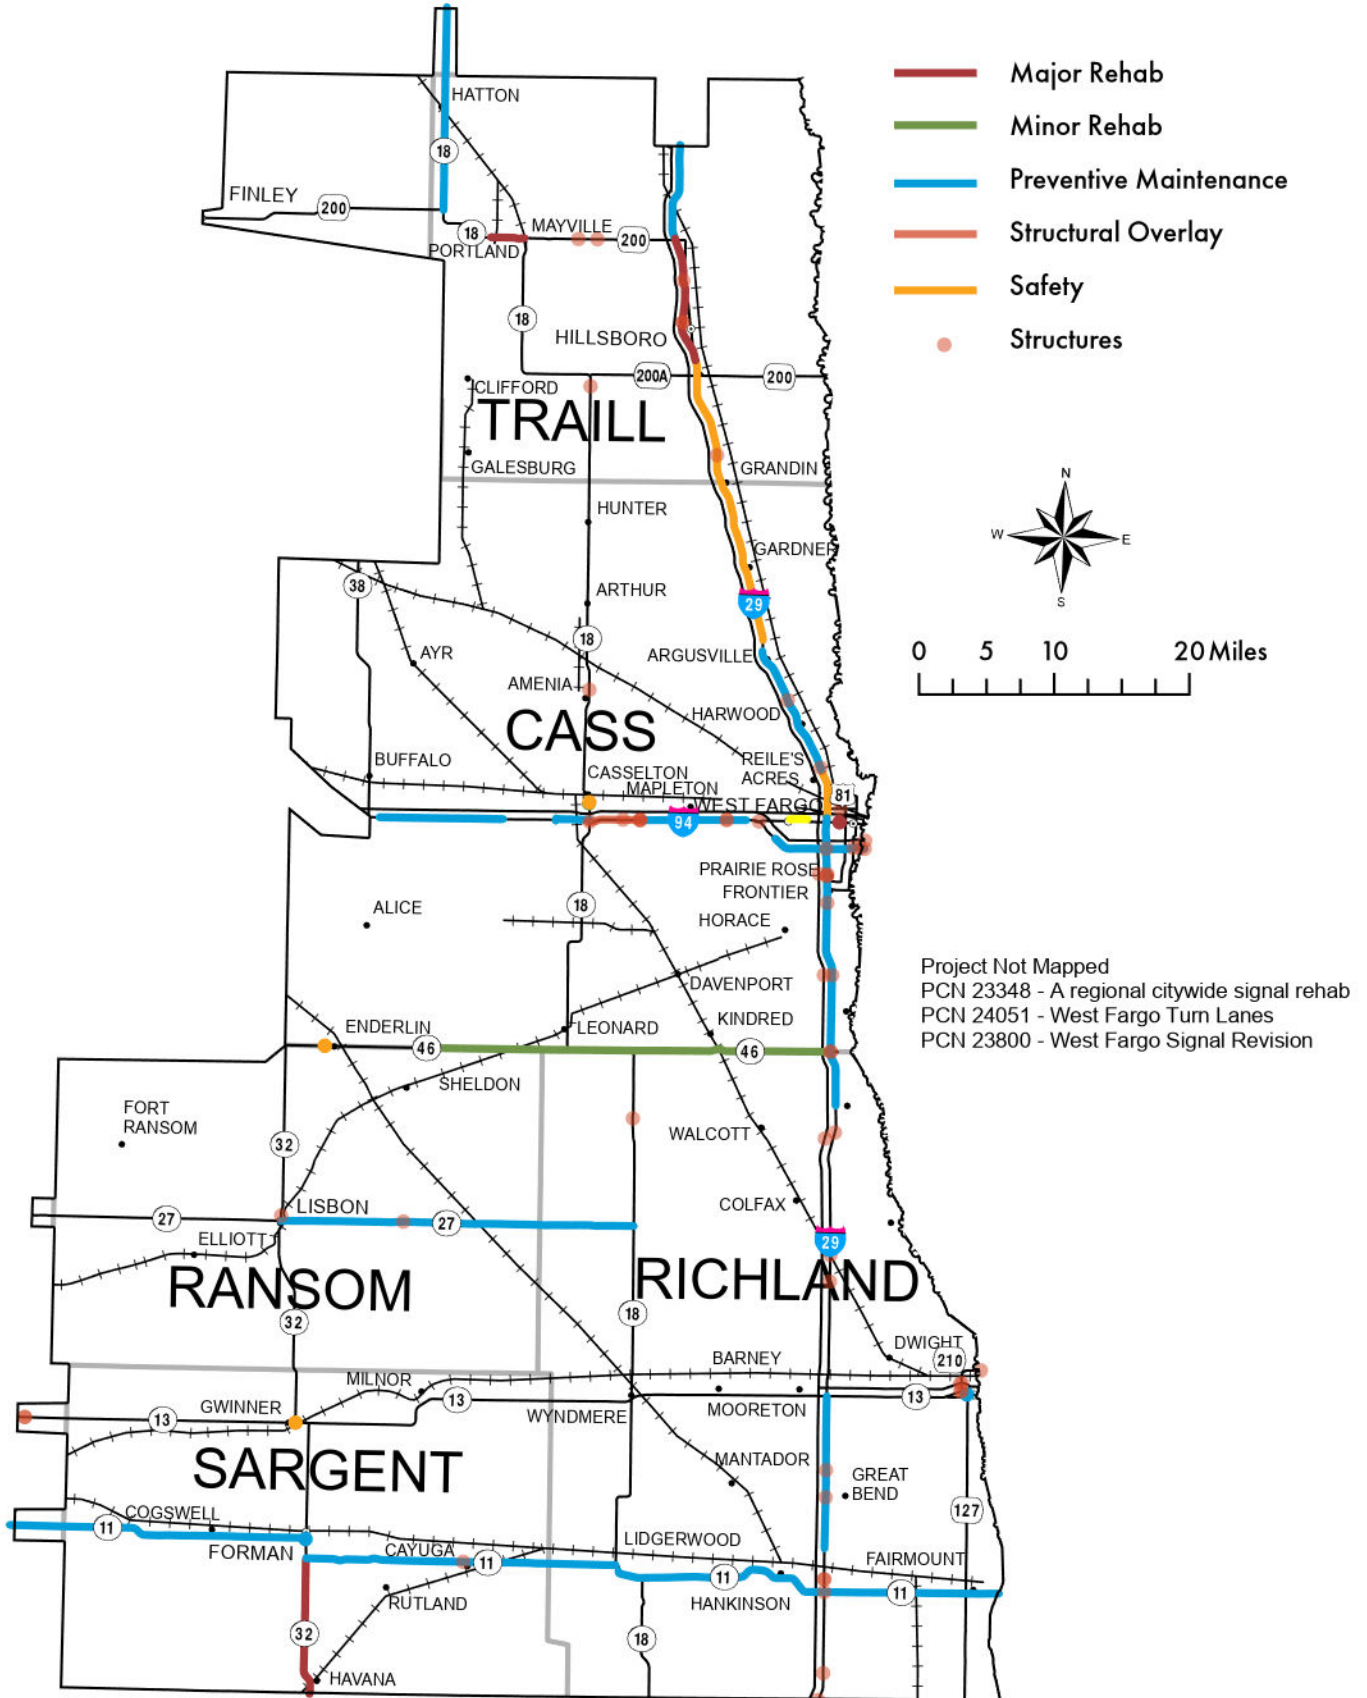 HATTON
18
FINLEY
200
18
MAYVILLE
200
PORTLAND
18
HILLSBORO
200A
200
CLIFFORD
TRAILL
GALESBURG
GRANDIN
HUNTER
GARDNER
38
ARTHUR
29
18
AYR
ARGUSVILLE
AMENIA
HARWOOD
CASS
BUFFALO
REILE'S
ACRES
CASSELTON
MAPLETON
81
WEST FARGO
94
PRAIRIE ROSE
FRONTIER
ALICE
18
HORACE
DAVENPORT
ENDERLIN
LEONARD
KINDRED
46
46
SHELDON
FORT
RANSOM
32
WALCOTT
LISBON
COLFAX
27
27
ELLIOTT
29
RANSOM
RICHLAND
32
18
DWIGHT
BARNEY
210
MILNOR
13
13
GWINNER
13
WYNDMERE
MOORETON
SARGENT
MANTADOR
GREAT
BEND
COGSWELL
127
11
FORMAN
CAYUGA
11
LIDGERWOOD
FAIRMOUNT
11
11
RUTLAND
HANKINSON
32
18
HAVANA
Major Rehab
Minor Rehab
Preventive Maintenance
Structural Overlay
Safety
Structures
N
W
E
S
0 5 10 20 Miles
Project Not Mapped
PCN 23348 - A regional citywide signal rehab
PCN 24051 - West Fargo Turn Lanes
PCN 23800 - West Fargo Signal Revision